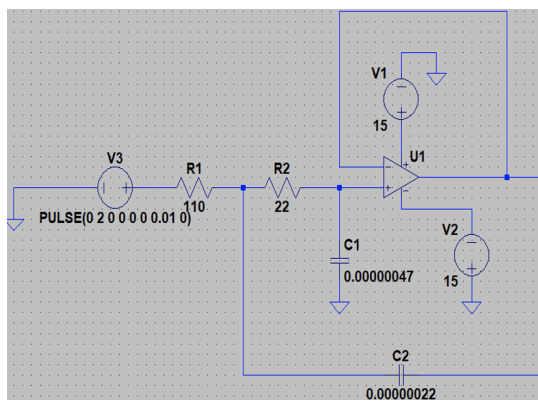 V1
15
U1
V3
R1
R2
110
22
PULSE(0 2 0 0 0 0 0.01 0)
C1
0.00000047
V2
15
C2
0.00000022